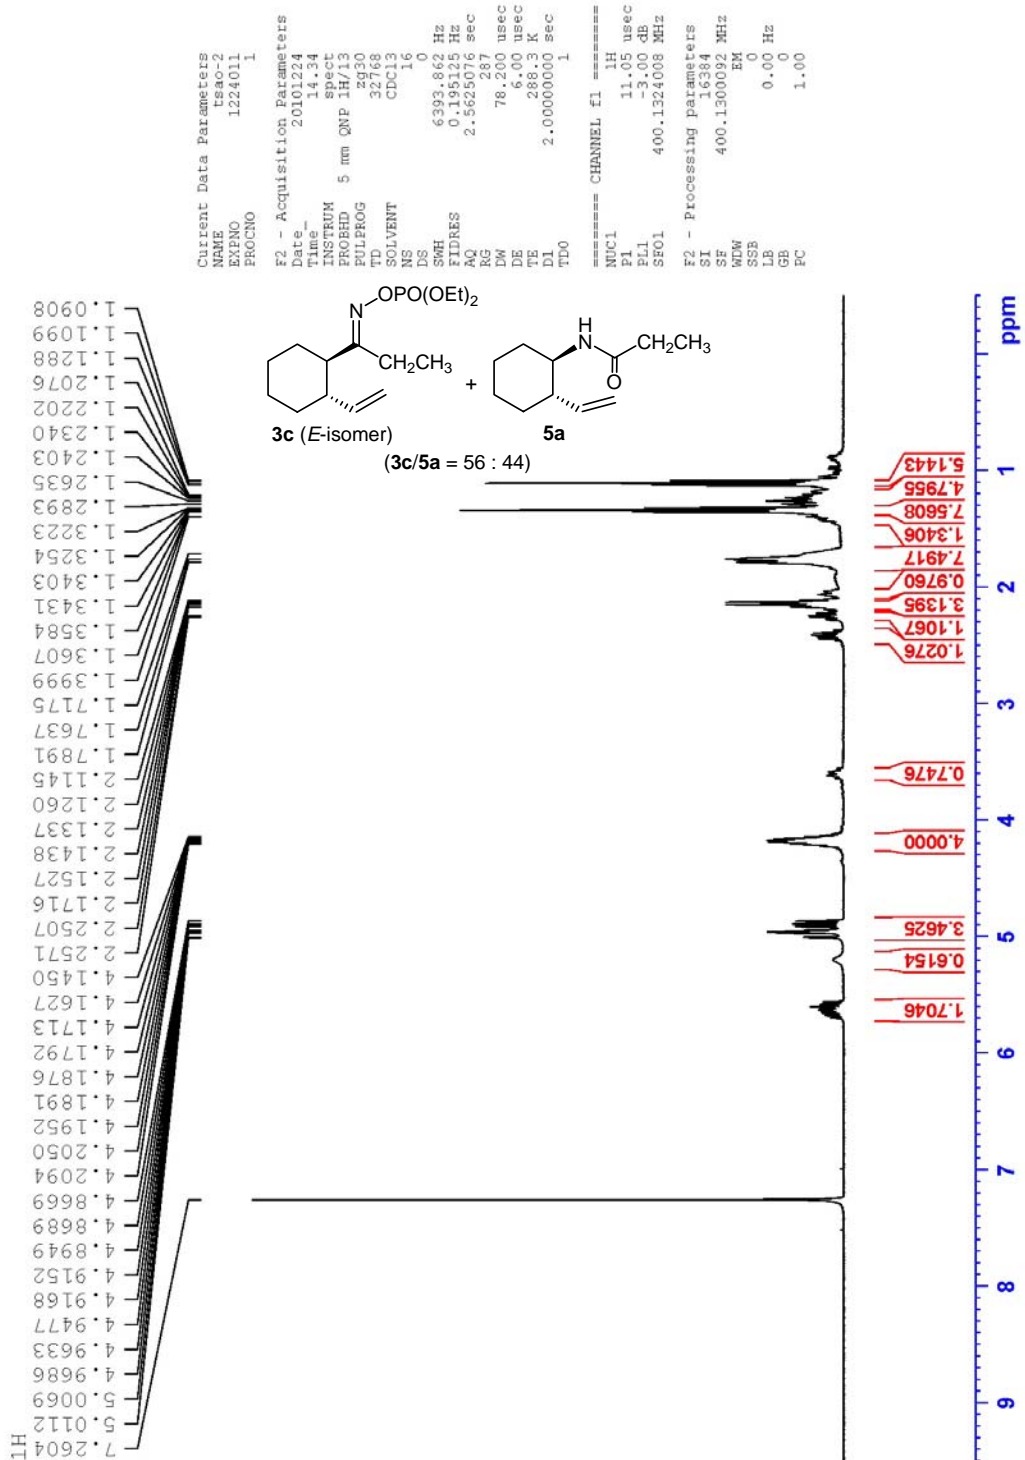 Current Data Parameters
NAME tsao-2
EXPNO 1224011
PROCNO 1
F2 - Acquisition Parameters
Date_ 20101224
Time 14.34
INSTRUM spect
PROBHD 5 mm QNP 1H/13
PULPROG zg30
TD 32768
SOLVENT CDCl3
NS 16
DS 0
SWH 6393.862 Hz
FIDRES 0.195125 Hz
AQ 2.5625076 sec
RG 287
DW 78.200 usec
DE 6.00 usec
TE 288.3 K
D1 2.00000000 sec
TD0 1
======== CHANNEL f1 ========
NUC1 1H
P1 11.05 usec
PL1 -3.00 dB
SFO1 400.1324008 MHz
F2 - Processing parameters
SI 16384
SF 400.1300092 MHz
WDW EM
SSB 0
LB 0.00 Hz
GB 0
PC 1.00
1H
7.2604
5.0112
5.0069
4.9686
4.9633
4.9477
4.9168
4.9152
4.8949
4.8689
4.8669
4.2094
4.2050
4.1952
4.1891
4.1876
4.1792
4.1713
4.1627
4.1450
2.2571
2.2507
2.1716
2.1527
2.1438
2.1337
2.1260
2.1145
1.7891
1.7637
1.7175
1.3999
1.3607
1.3584
1.3431
1.3403
1.3254
1.3223
1.2893
1.2635
1.2403
1.2340
1.2202
1.2076
1.1288
1.1099
1.0908
OPO(OEt)2
N
CH2CH3
3c (E-isomer)
+
H
N
CH2CH3
O
5a
(3c/5a = 56 : 44)
1.7046
0.6154
3.4625
4.0000
0.7476
1.0276
1.1067
3.1395
0.9760
7.4917
1.3406
7.5608
4.7955
5.1443
9
8
7
6
5
4
3
2
1
ppm